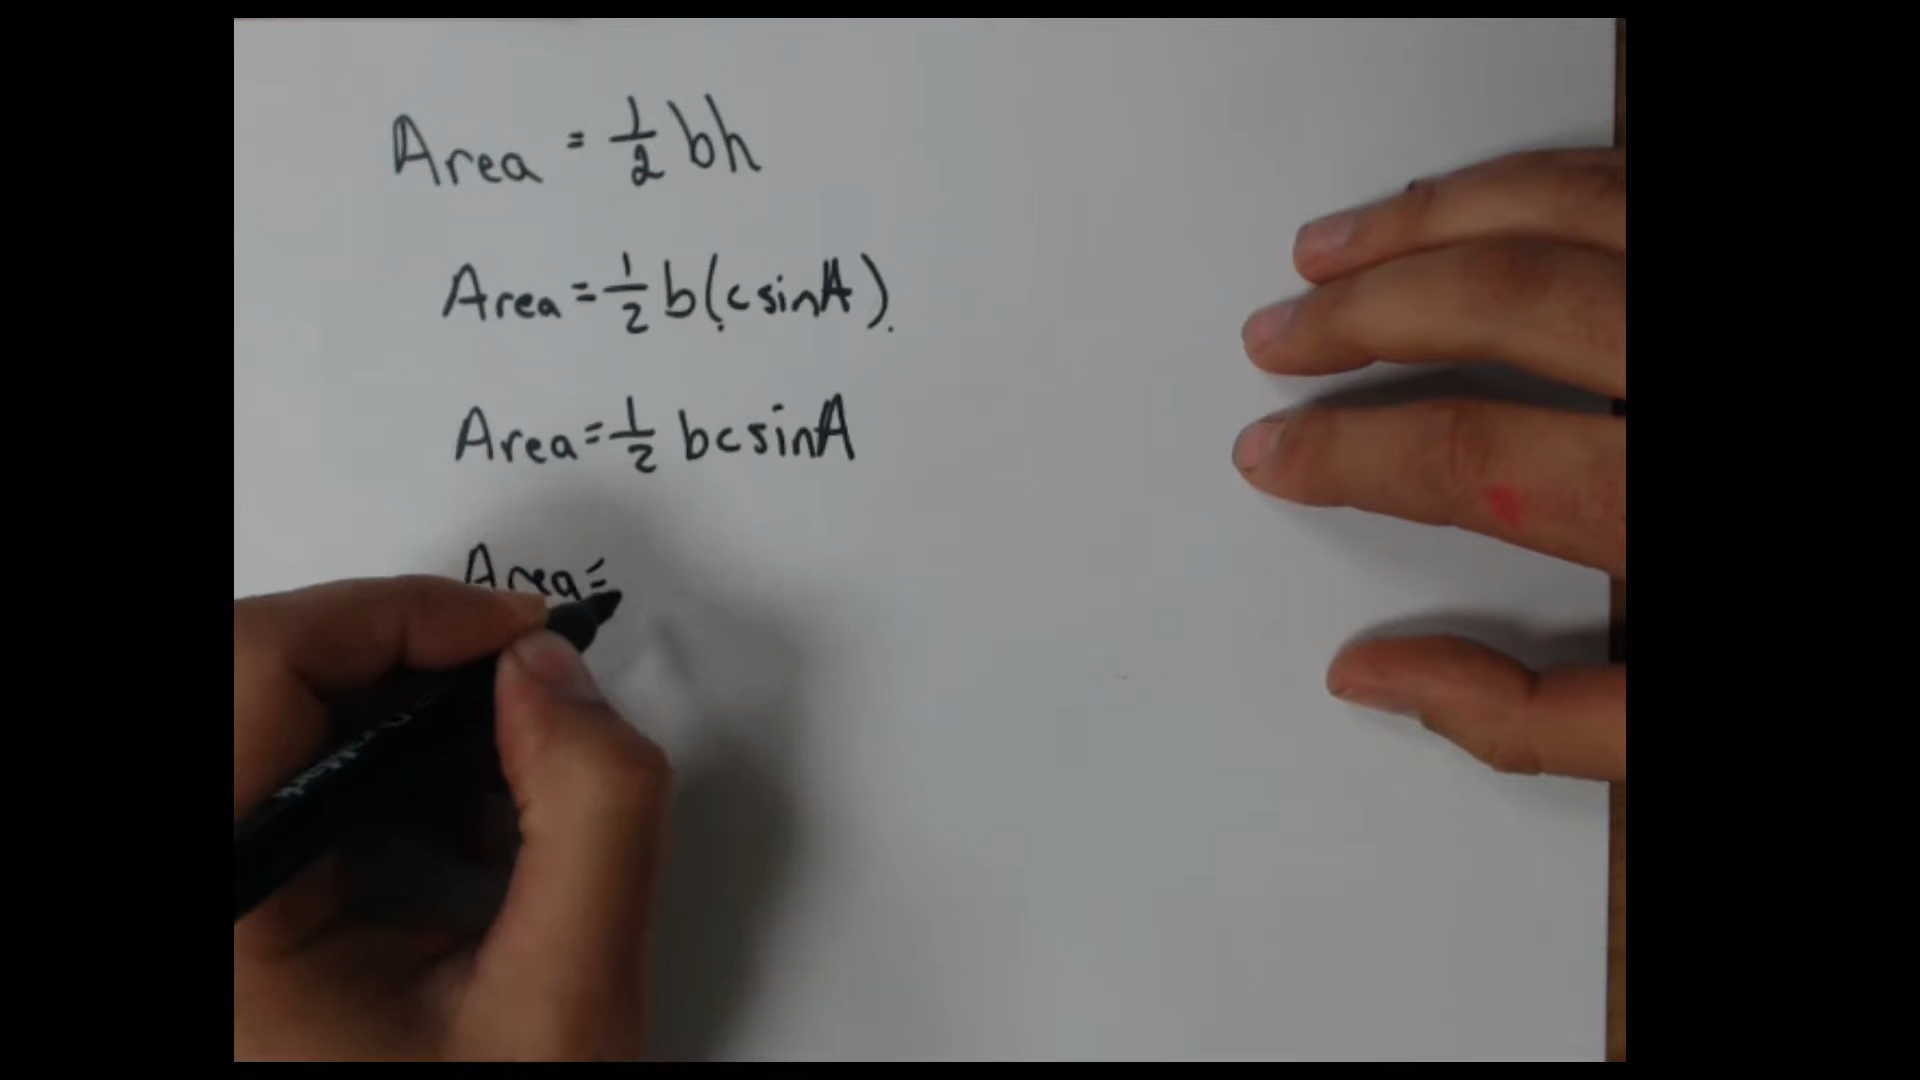 Area = 1/2 bh
Area = 1/2 b(c sinA).
Area = 1/2 bc sinA
Area =